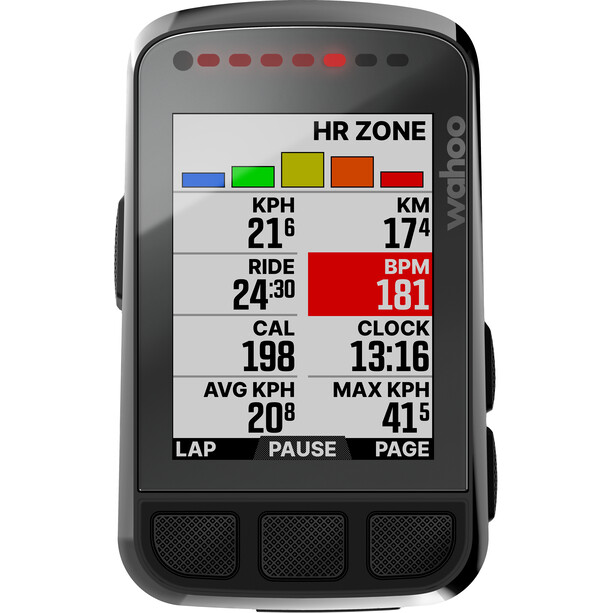 wahoo
HR ZONE
KPH KM
21⁶ 17⁴
RIDE BPM
24:30 181
CAL CLOCK
198 13:16
AVG KPH MAX KPH
20⁸ 41⁵
LAP PAUSE PAGE